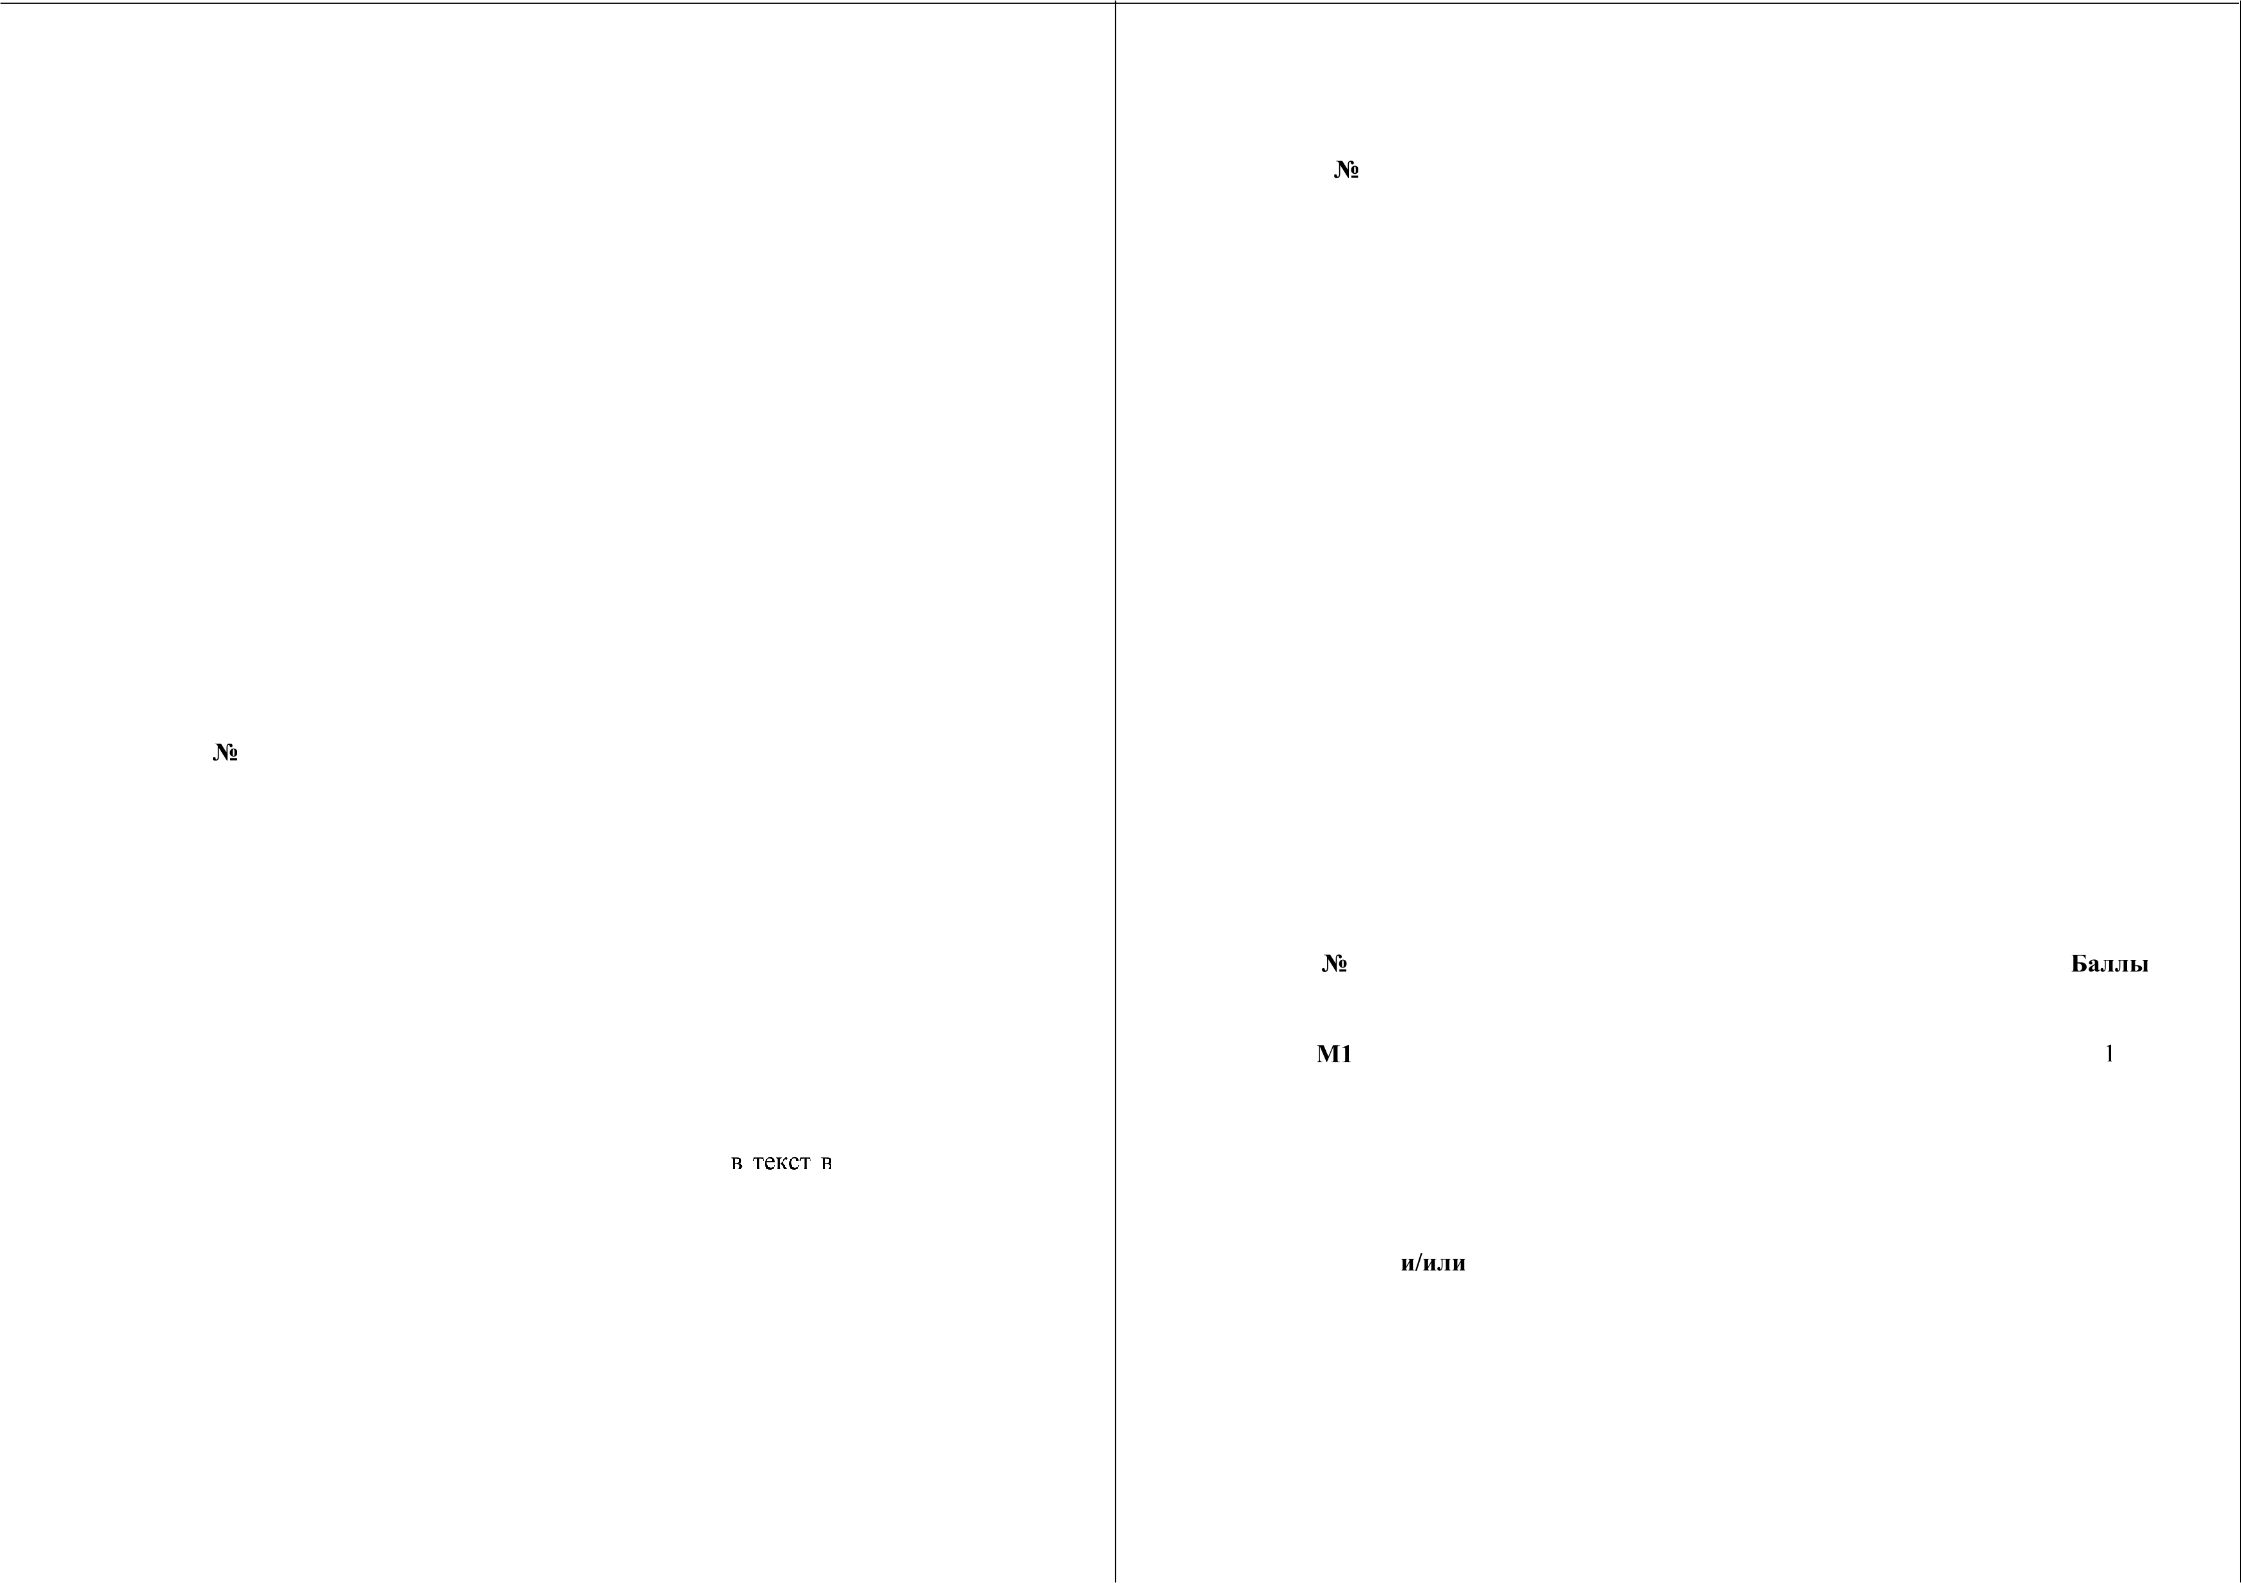 №
в текст в
№
№ Баллы
М1 1
и/или